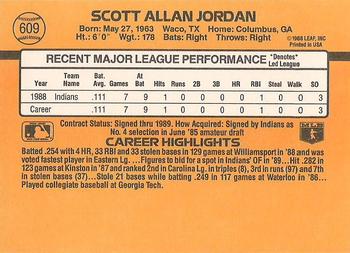 609
SCOTT ALLAN JORDAN
Born: May 27, 1963 Waco, TX Home: Columbus, GA
Ht: 6'0" Wgt: 178 Bats: Right Throws: Right
©1988 LEAF, INC.
Printed in USA
RECENT MAJOR LEAGUE PERFORMANCE *Denotes* Led League
Year Team Name Bat Avg G At Bat R H 2B 3B HR RBI Steal Walk SO
1988 Indians .111 7 9 1 1 0 0 0 1 0 0 3
Career .111 7 9 1 1 0 0 0 1 0 0 3
Contract Status: Signed thru 1989. How Acquired: Signed by Indians as
No. 4 selection in June '85 amateur draft
CAREER HIGHLIGHTS
Batted .254 with 4 HR, 33 RBI and 33 stolen bases in 129 games at Williamsport in '88 and was
voted fastest player in Eastern Lg. ...Figures to bid for a spot in Indians' OF in '89... Hit .282 in
123 games at Kinston in '87 and ranked 2nd in Carolina Lg. in triples (8), 3rd in runs (97) and 7th
in stolen bases (37)... Stole 21 bases while batting .249 in 117 games at Waterloo in '86...
Played collegiate baseball at Georgia Tech.
MLB